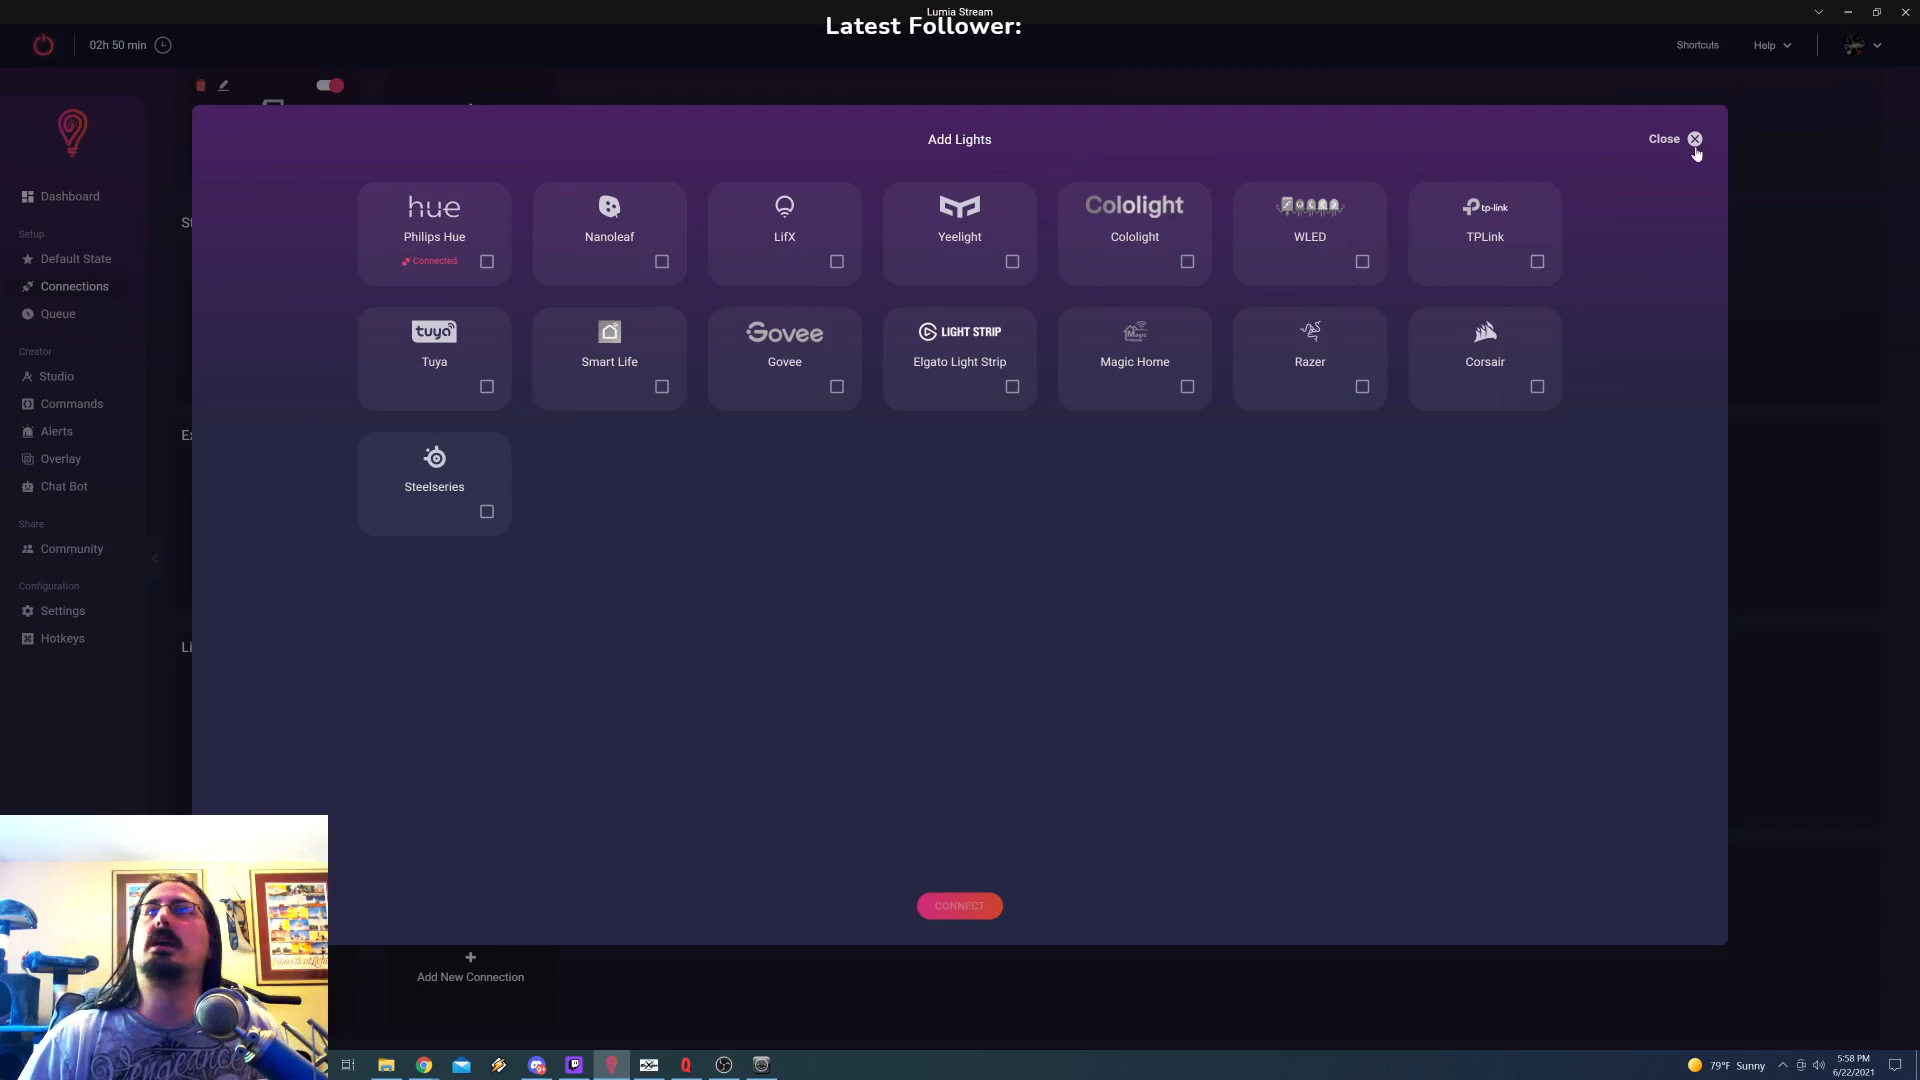 Lumia Stream
Latest Follower:
02h 50 min
Shortcuts
Help
Add Lights
Close
Dashboard
Setup
Default State
Connections
Queue
Creator
Studio
Commands
Alerts
Overlay
Chat Bot
Share
Community
Configuration
Settings
Hotkeys
St
Ex
Li
hue
Philips Hue
Connected
Nanoleaf
LifX
Yeelight
Cololight
Cololight
WLED
tp-link
TPLink
tuya
Tuya
Smart Life
Govee
Govee
LIGHT STRIP
Elgato Light Strip
Magic Home
Razer
Corsair
Steelseries
CONNECT
Add New Connection
79°F Sunny
5:58 PM
6/22/2021